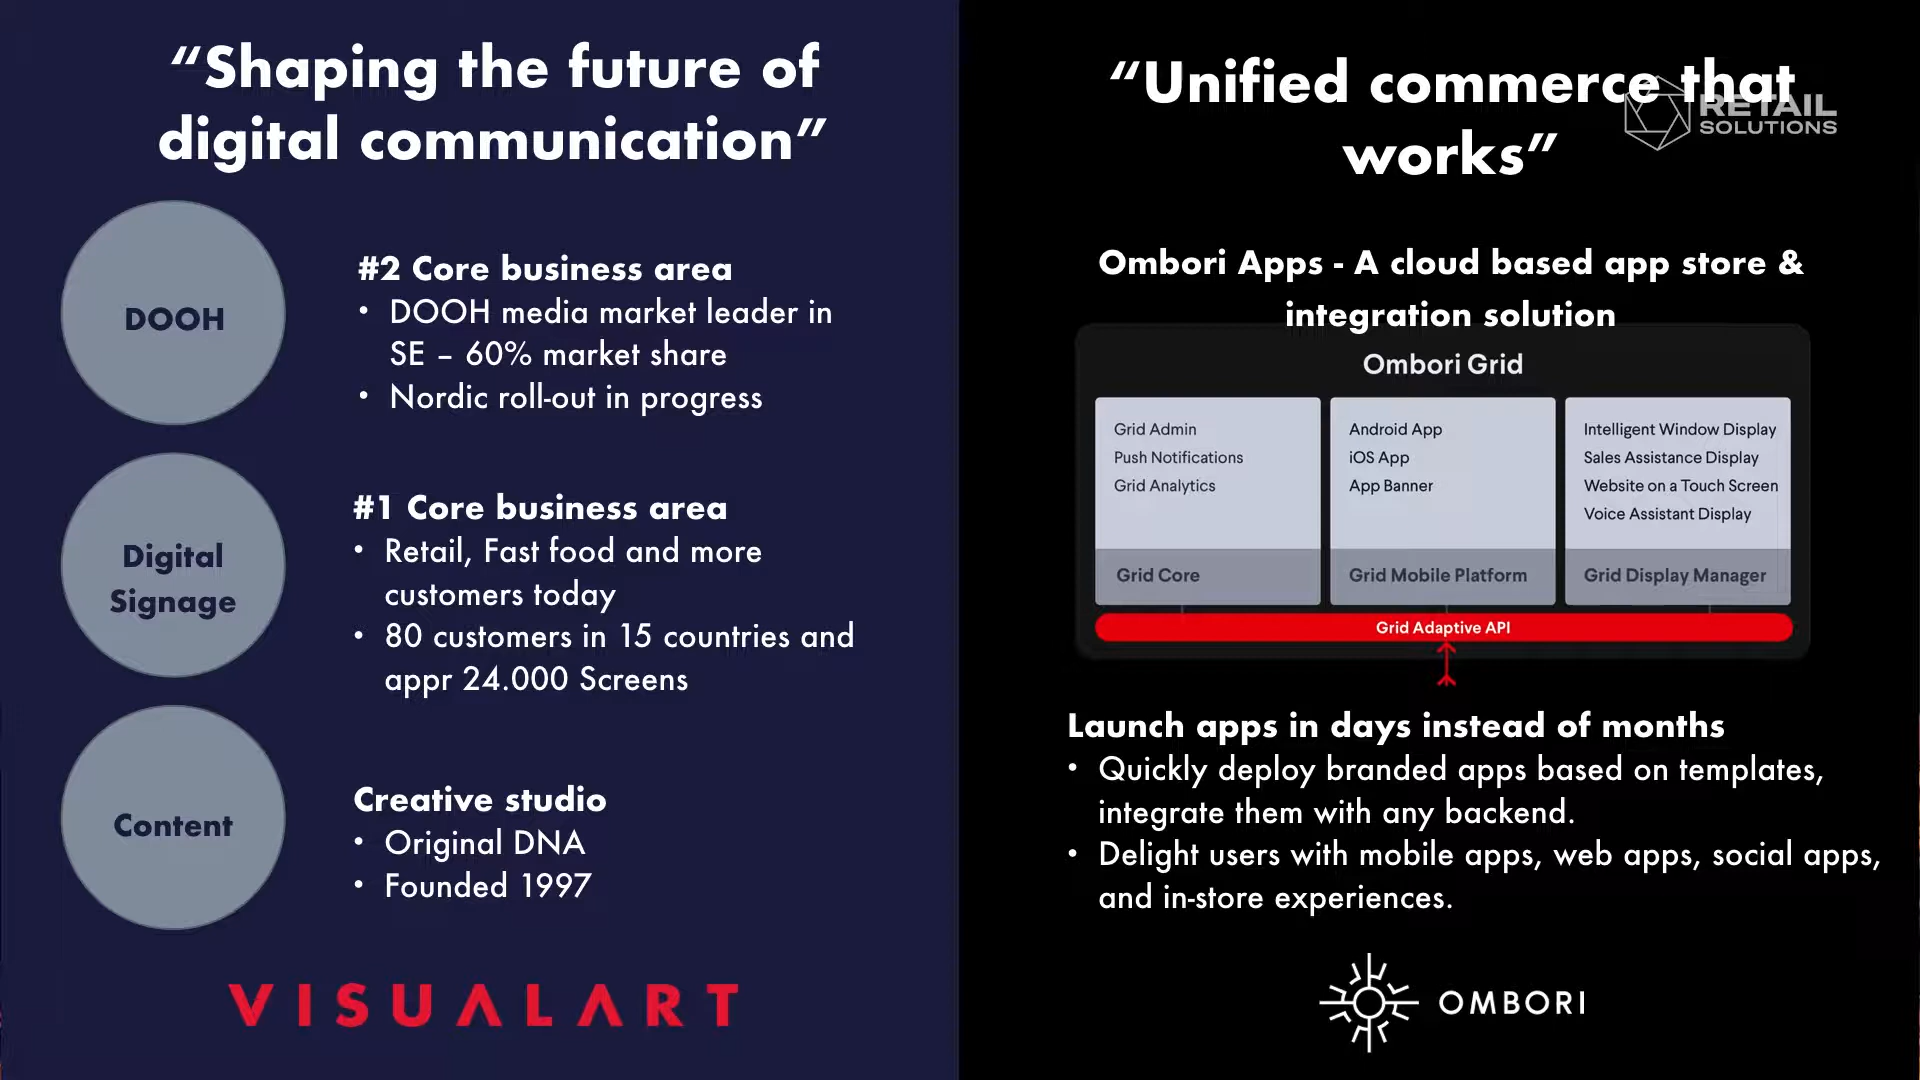 “Shaping the future of
digital communication”
DOOH
#2 Core business area
• DOOH media market leader in
SE – 60% market share
• Nordic roll-out in progress
Digital
Signage
#1 Core business area
• Retail, Fast food and more
customers today
• 80 customers in 15 countries and
appr 24.000 Screens
Content
Creative studio
• Original DNA
• Founded 1997
VISUALART
“Unified commerce that
works”
RETAIL
SOLUTIONS
Ombori Apps - A cloud based app store &
integration solution
Ombori Grid
Grid Admin
Push Notifications
Grid Analytics
Grid Core
Android App
iOS App
App Banner
Grid Mobile Platform
Intelligent Window Display
Sales Assistance Display
Website on a Touch Screen
Voice Assistant Display
Grid Display Manager
Grid Adaptive API
Launch apps in days instead of months
• Quickly deploy branded apps based on templates,
integrate them with any backend.
• Delight users with mobile apps, web apps, social apps,
and in-store experiences.
OMBORI